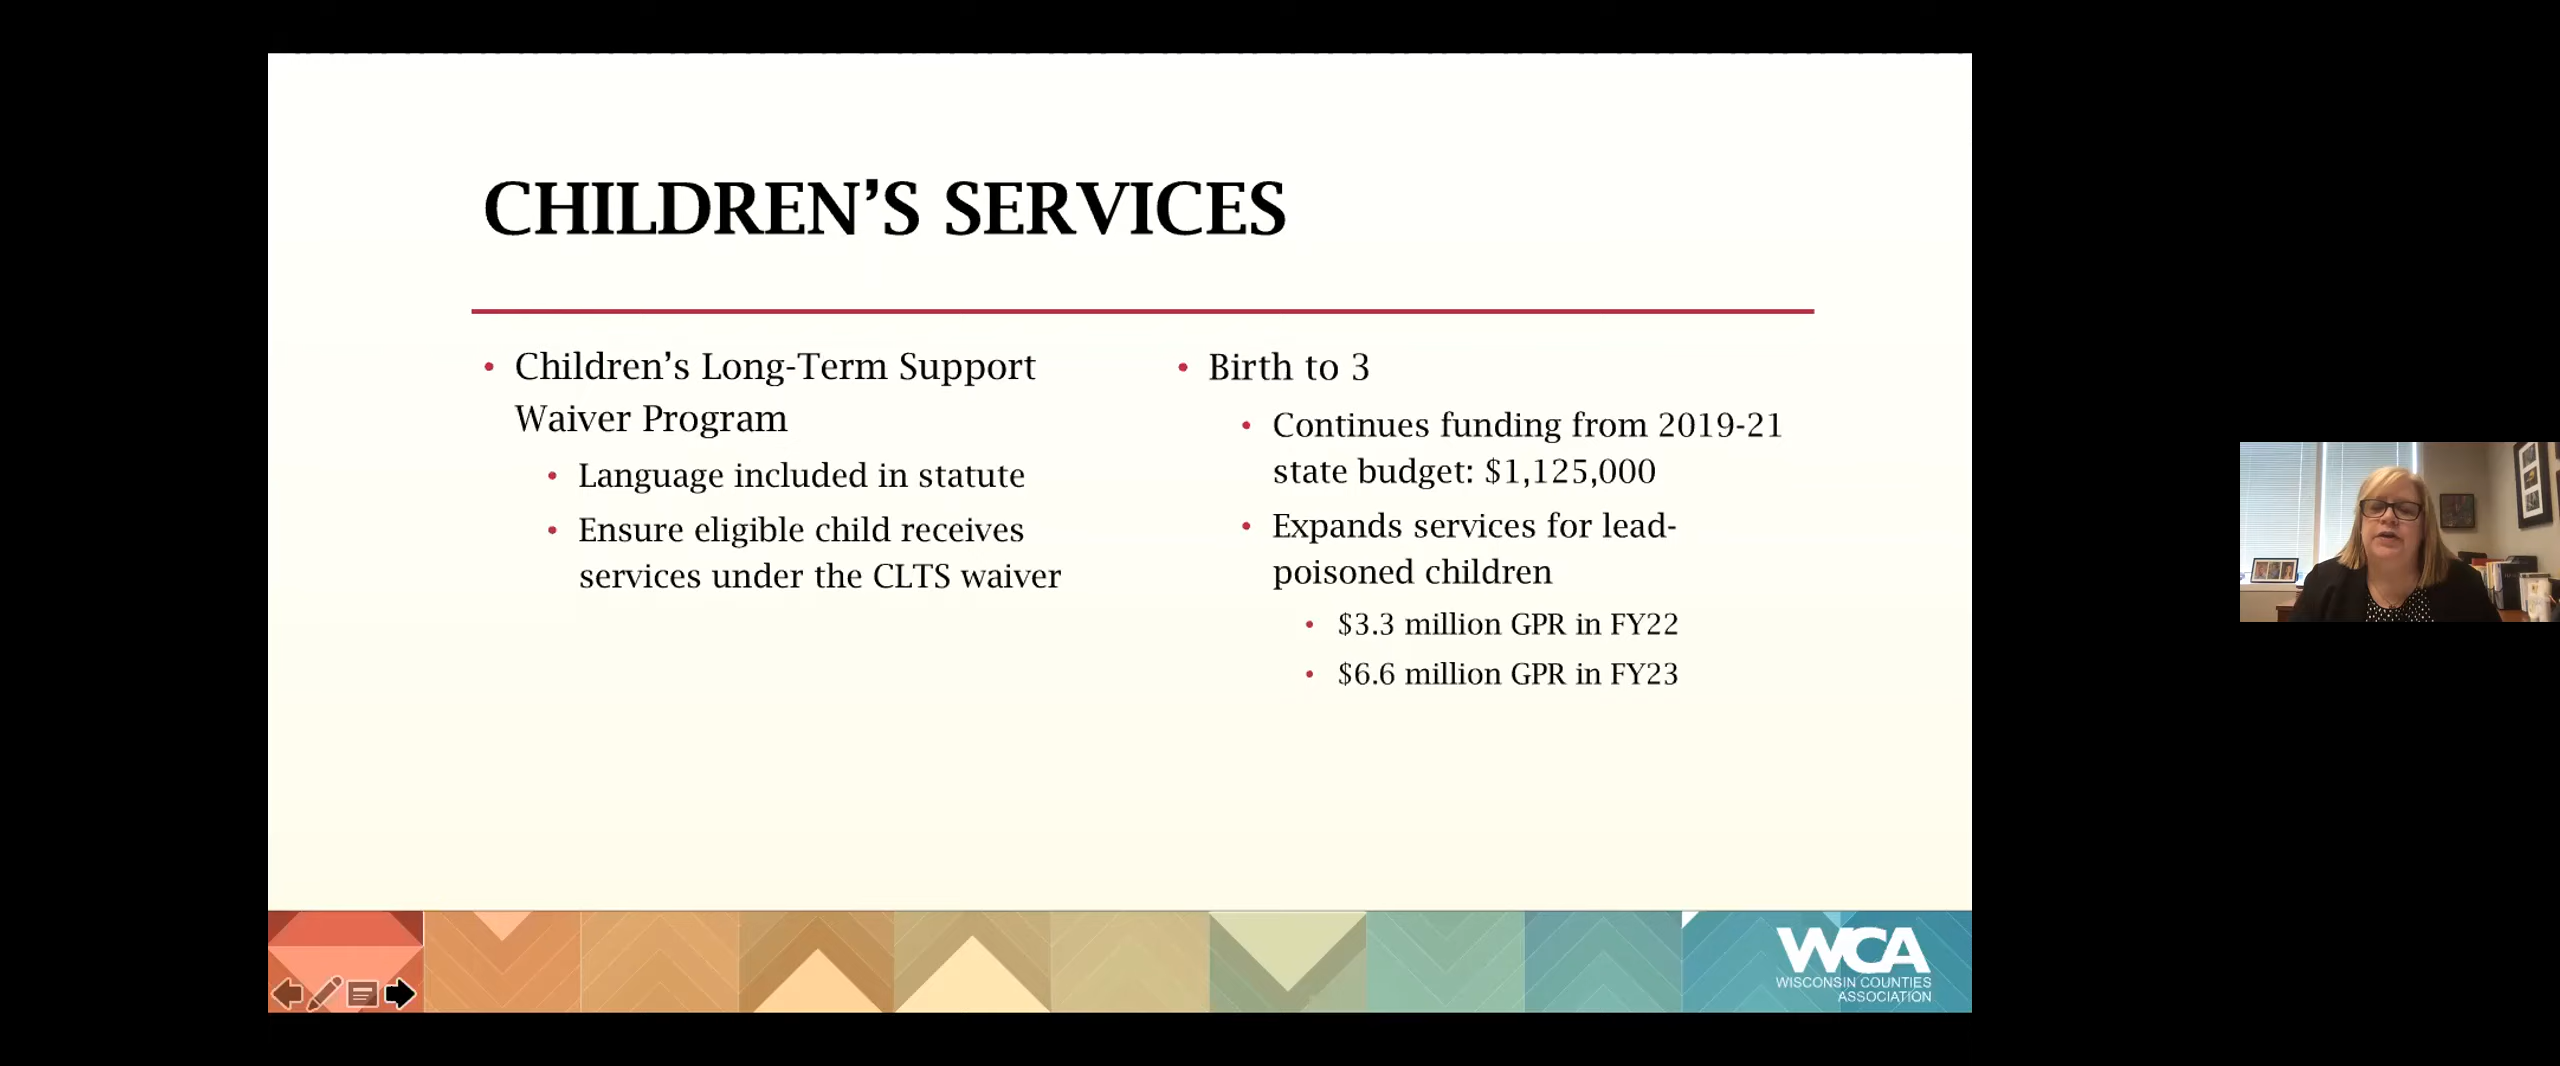 CHILDREN’S SERVICES
• Children’s Long-Term Support
Waiver Program
• Language included in statute
• Ensure eligible child receives
services under the CLTS waiver
• Birth to 3
• Continues funding from 2019-21
state budget: $1,125,000
• Expands services for lead-
poisoned children
• $3.3 million GPR in FY22
• $6.6 million GPR in FY23
WCA
WISCONSIN COUNTIES
ASSOCIATION